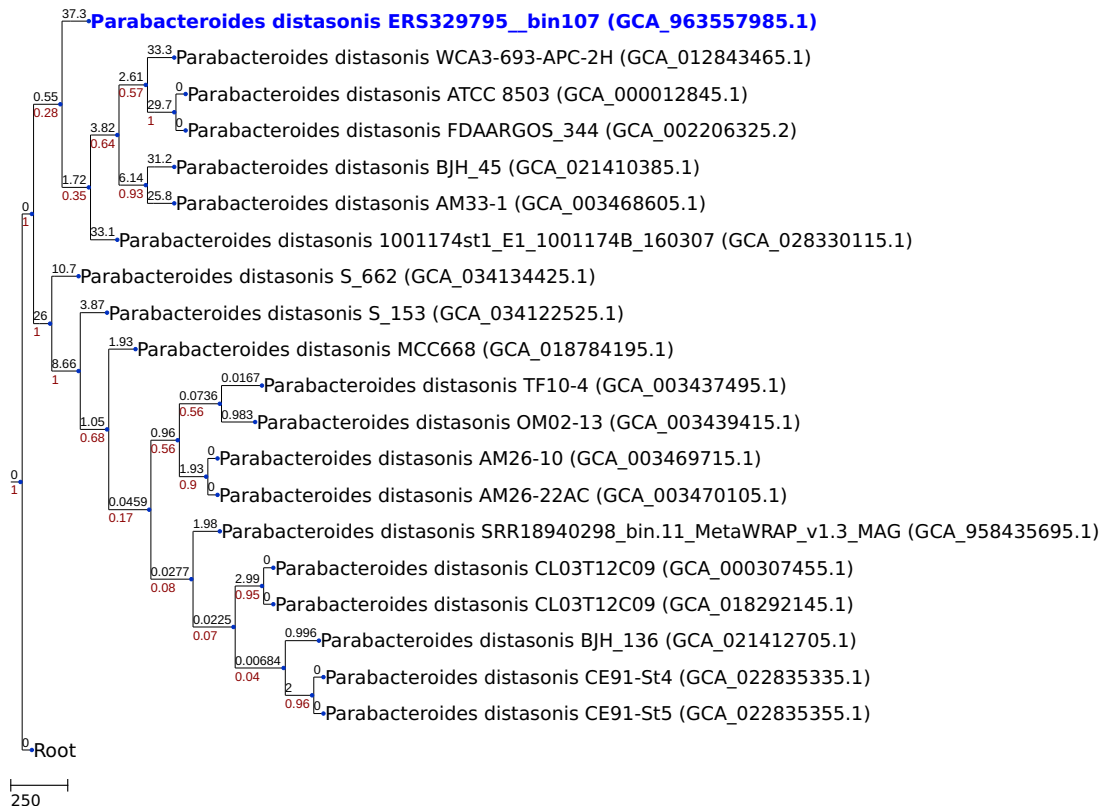 37.3
Parabacteroides distasonis ERS329795__bin107 (GCA_963557985.1)
33.3
Parabacteroides distasonis WCA3-693-APC-2H (GCA_012843465.1)
2.61
0.57
0
Parabacteroides distasonis ATCC 8503 (GCA_000012845.1)
0.55
0.28
29.7
1
0
Parabacteroides distasonis FDAARGOS_344 (GCA_002206325.2)
3.82
0.64
31.2
Parabacteroides distasonis BJH_45 (GCA_021410385.1)
6.14
0.93
1.72
0.35
25.8
Parabacteroides distasonis AM33-1 (GCA_003468605.1)
0
1
33.1
Parabacteroides distasonis 1001174st1_E1_1001174B_160307 (GCA_028330115.1)
10.7
Parabacteroides distasonis S_662 (GCA_034134425.1)
26
1
3.87
Parabacteroides distasonis S_153 (GCA_034122525.1)
1.93
Parabacteroides distasonis MCC668 (GCA_018784195.1)
8.66
1
0.0167
Parabacteroides distasonis TF10-4 (GCA_003437495.1)
0.0736
0.56
0.983
Parabacteroides distasonis OM02-13 (GCA_003439415.1)
1.05
0.68
0.96
0.56
0
Parabacteroides distasonis AM26-10 (GCA_003469715.1)
1.93
0.9
0
Parabacteroides distasonis AM26-22AC (GCA_003470105.1)
0
1
0.0459
0.17
1.98
Parabacteroides distasonis SRR18940298_bin.11_MetaWRAP_v1.3_MAG (GCA_958435695.1)
0
Parabacteroides distasonis CL03T12C09 (GCA_000307455.1)
0.0277
0.08
2.99
0.95
0
Parabacteroides distasonis CL03T12C09 (GCA_018292145.1)
0.0225
0.07
0.996
Parabacteroides distasonis BJH_136 (GCA_021412705.1)
0.00684
0.04
0
Parabacteroides distasonis CE91-St4 (GCA_022835335.1)
2
0.96
0
Parabacteroides distasonis CE91-St5 (GCA_022835355.1)
0
Root
250